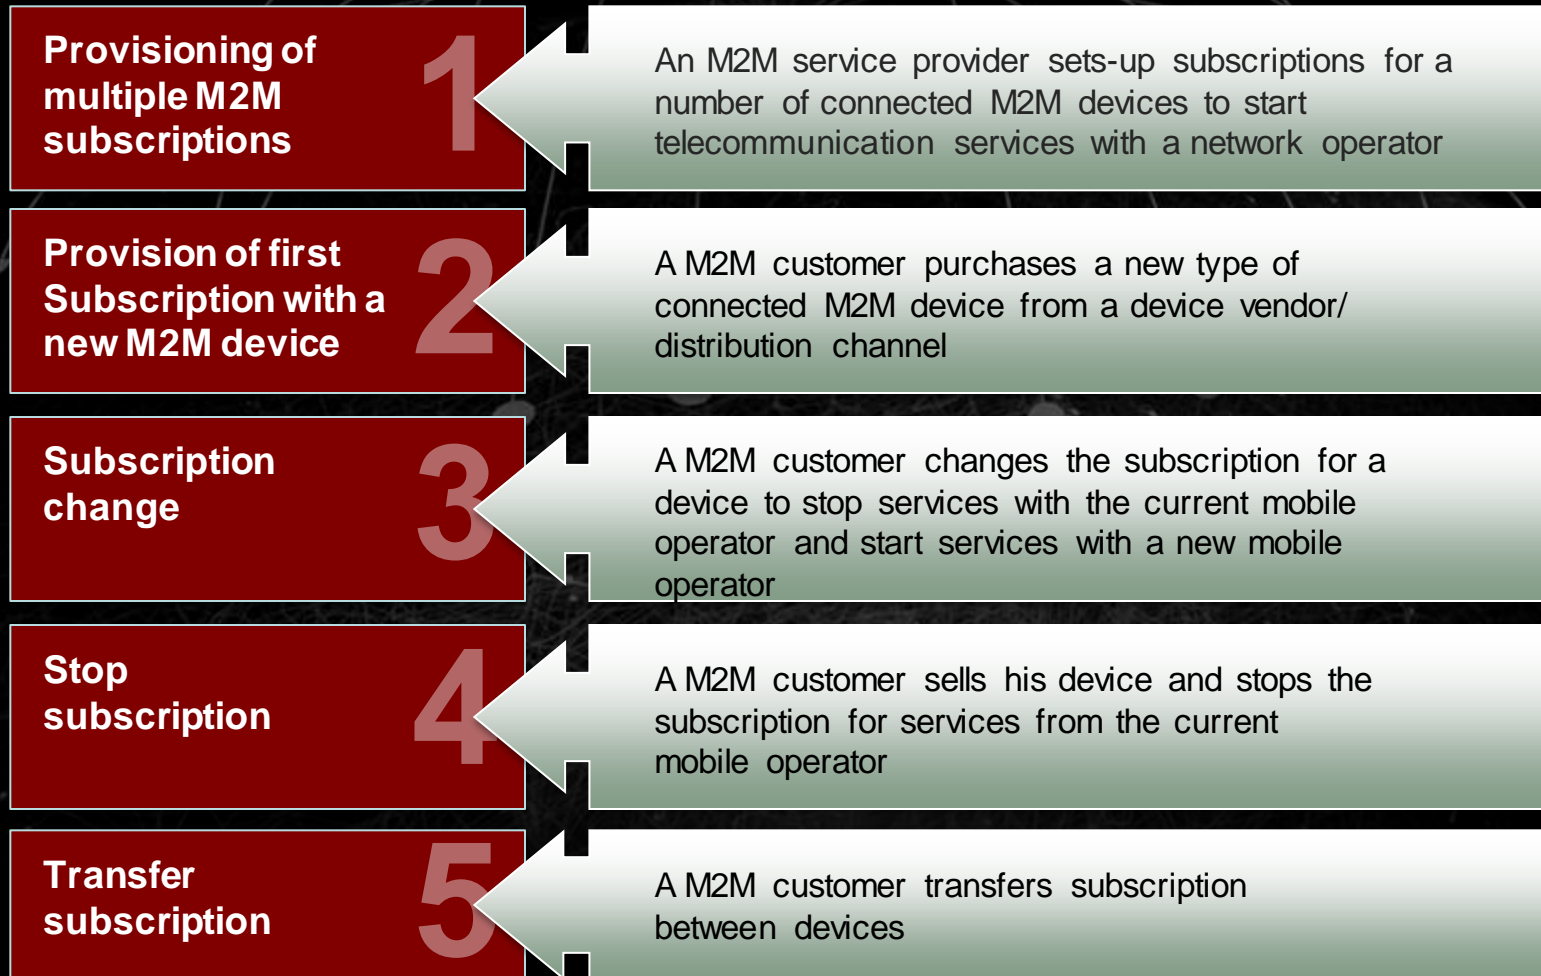 Provisioning of
multiple M2M
subscriptions
1
An M2M service provider sets-up subscriptions for a
number of connected M2M devices to start
telecommunication services with a network operator
Provision of first
Subscription with a
new M2M device
2
A M2M customer purchases a new type of
connected M2M device from a device vendor/
distribution channel
Subscription
change
3
A M2M customer changes the subscription for a
device to stop services with the current mobile
operator and start services with a new mobile
operator
Stop
subscription
4
A M2M customer sells his device and stops the
subscription for services from the current
mobile operator
Transfer
subscription
5
A M2M customer transfers subscription
between devices